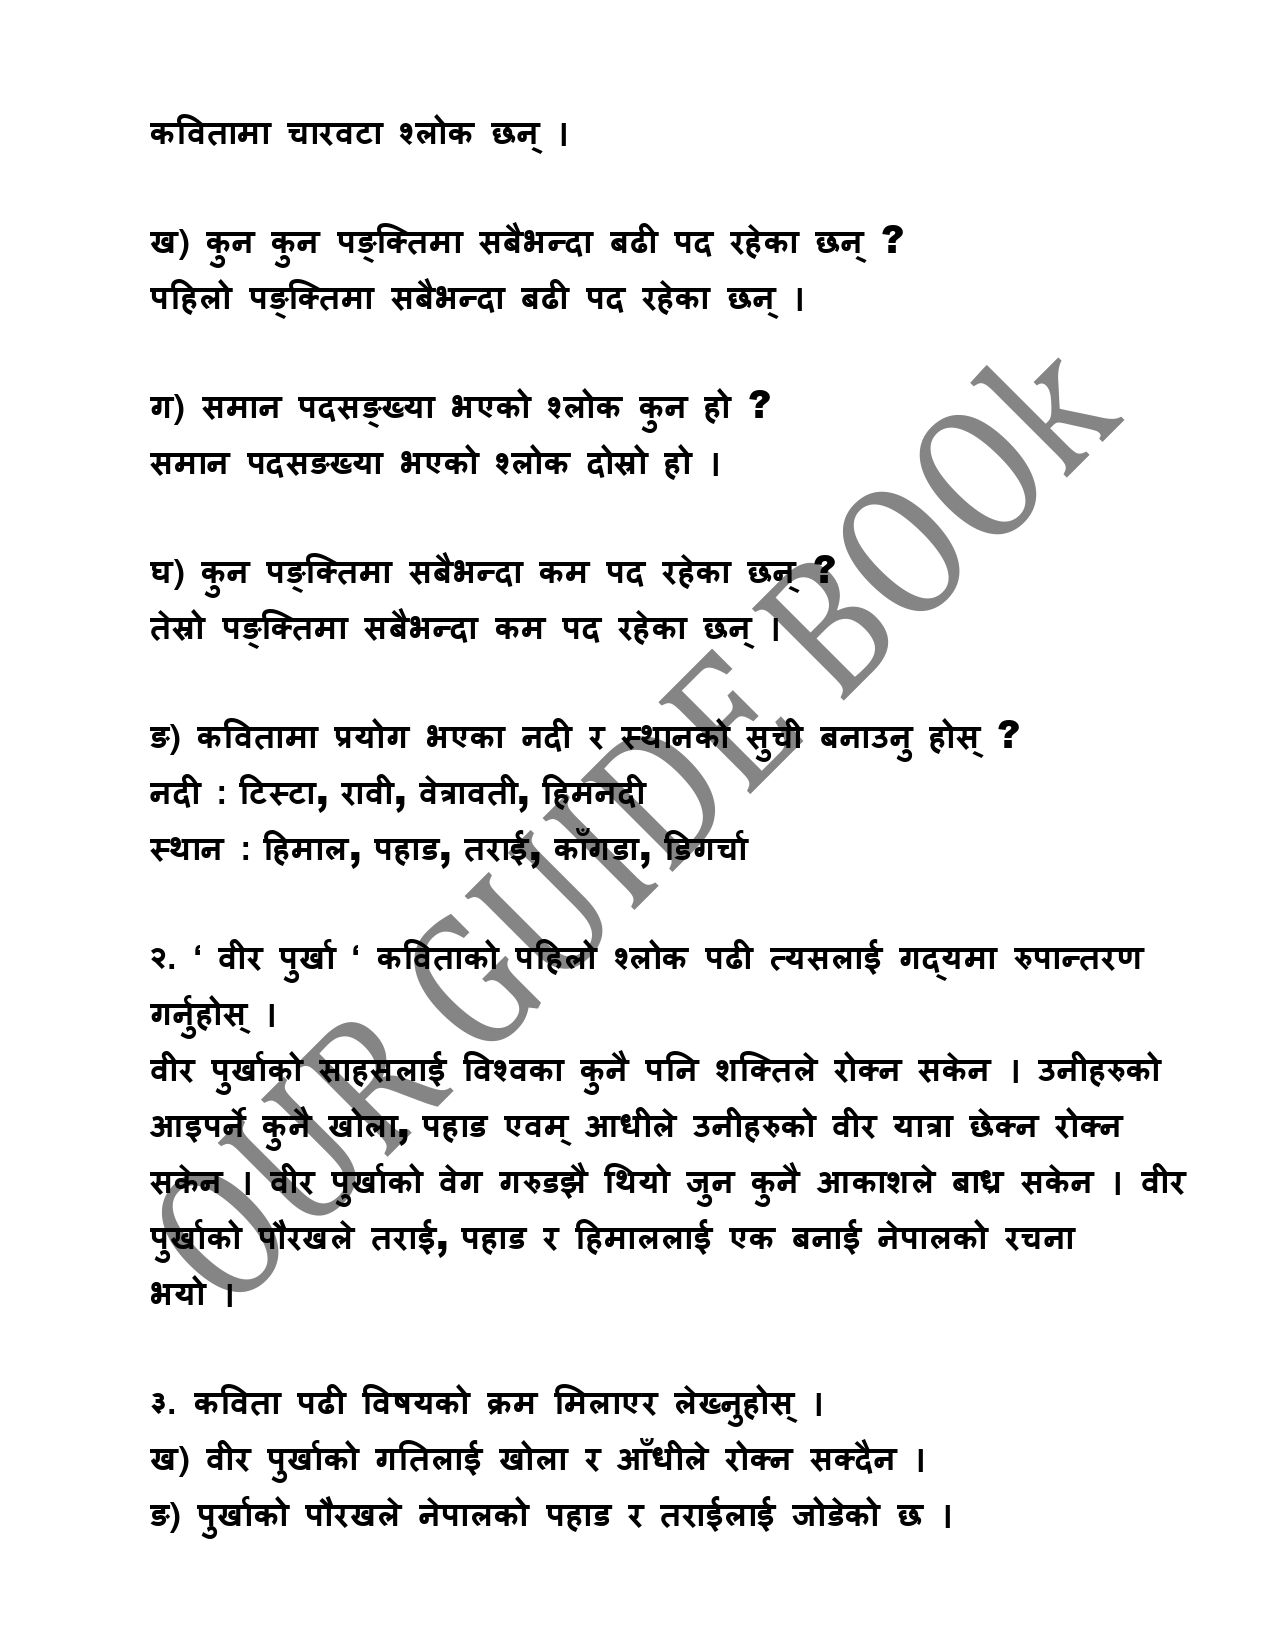 कवितामा चारवटा श्लोक छन् ।
ख) कुन कुन पङ्क्तिमा सबैभन्दा बढी पद रहेका छन् ?
पहिलो पङ्क्तिमा सबैभन्दा बढी पद रहेका छन् ।
ग) समान पदसङ्ख्या भएको श्लोक कुन हो ?
समान पदसङख्या भएको श्लोक दोस्रो हो ।
घ) कुन पङ्क्तिमा सबैभन्दा कम पद रहेका छन् ?
तेस्रो पङ्क्तिमा सबैभन्दा कम पद रहेका छन् ।
ङ) कवितामा प्रयोग भएका नदी र स्थानको सुची बनाउनु होस् ?
नदी : टिस्टा, रावी, वेत्रावती, हिमनदी
स्थान : हिमाल, पहाड, तराई, काँगडा, डिगर्चा
२. ‘ वीर पुर्खा ‘ कविताको पहिलो श्लोक पढी त्यसलाई गद्यमा रुपान्तरण
गर्नुहोस् ।
वीर पुर्खाको साहसलाई विश्वका कुनै पनि शक्तिले रोक्न सकेन । उनीहरुको
आइपर्ने कुनै खोला, पहाड एवम् आधीले उनीहरुको वीर यात्रा छेक्न रोक्न
सकेन । वीर पुर्खाको वेग गरुडझै थियो जुन कुनै आकाशले बाध्र सकेन । वीर
पुर्खाको पौरखले तराई, पहाड र हिमाललाई एक बनाई नेपालको रचना
भयो ।
३. कविता पढी विषयको क्रम मिलाएर लेख्नुहोस् ।
ख) वीर पुर्खाको गतिलाई खोला र आँधीले रोक्न सक्दैन ।
ङ) पुर्खाको पौरखले नेपालको पहाड र तराईलाई जोडेको छ ।
OUR GUIDE BOOk